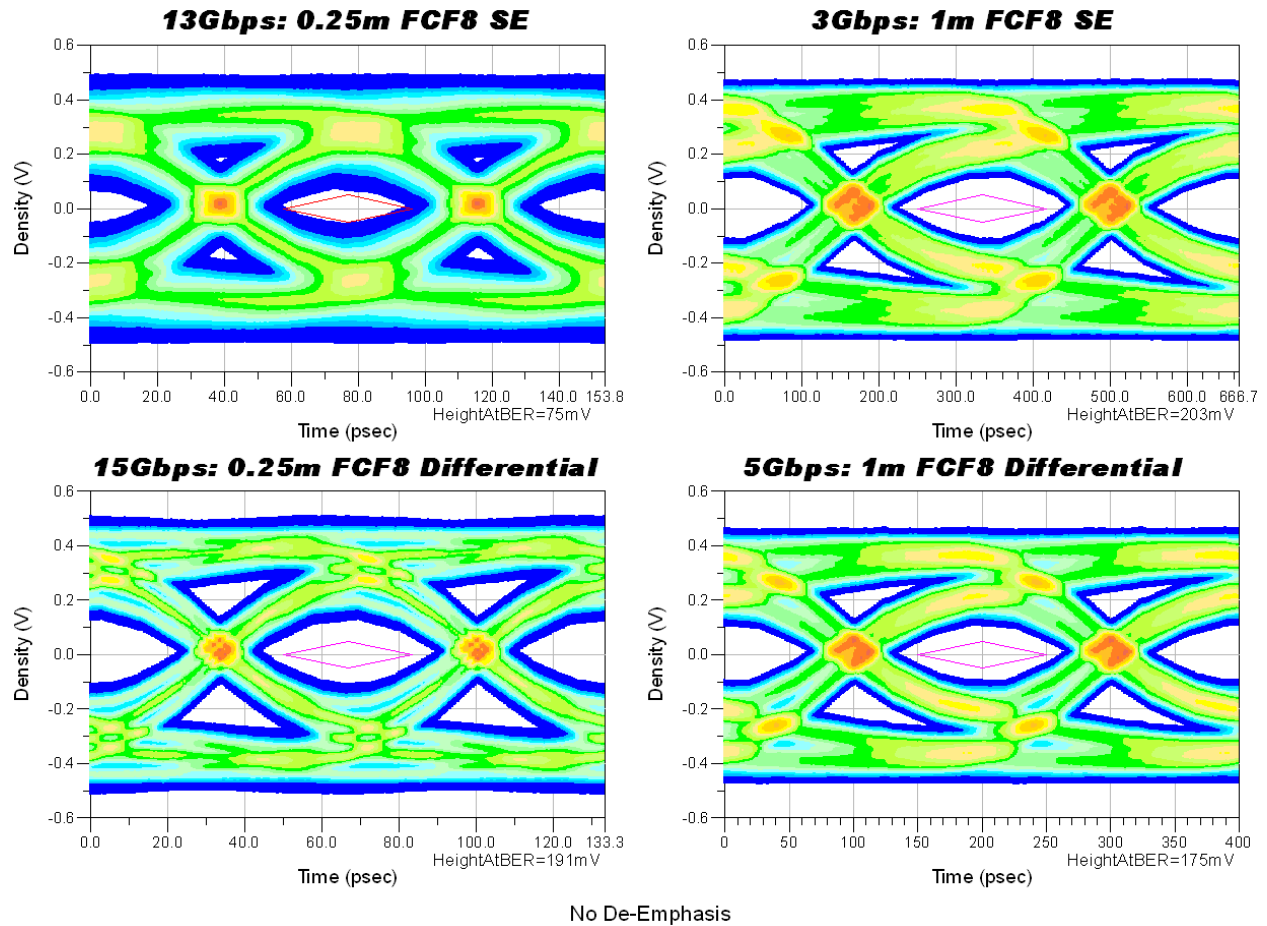 13Gbps: 0.25m FCF8 SE
0.6
0.4
0.2
0.0
-0.2
-0.4
-0.6
Density (V)
0.0 20.0 40.0 60.0 80.0 100.0 120.0 140.0 153.8
HeightAtBER=75mV
Time (psec)
3Gbps: 1m FCF8 SE
0.6
0.4
0.2
0.0
-0.2
-0.4
-0.6
Density (V)
0.0 100.0 200.0 300.0 400.0 500.0 600.0 666.7
HeightAtBER=203mV
Time (psec)
15Gbps: 0.25m FCF8 Differential
0.6
0.4
0.2
0.0
-0.2
-0.4
-0.6
Density (V)
0.0 20.0 40.0 60.0 80.0 100.0 120.0 133.3
HeightAtBER=191mV
Time (psec)
5Gbps: 1m FCF8 Differential
0.6
0.4
0.2
0.0
-0.2
-0.4
-0.6
Density (V)
0 50 100 150 200 250 300 350 400
HeightAtBER=175mV
Time (psec)
No De-Emphasis